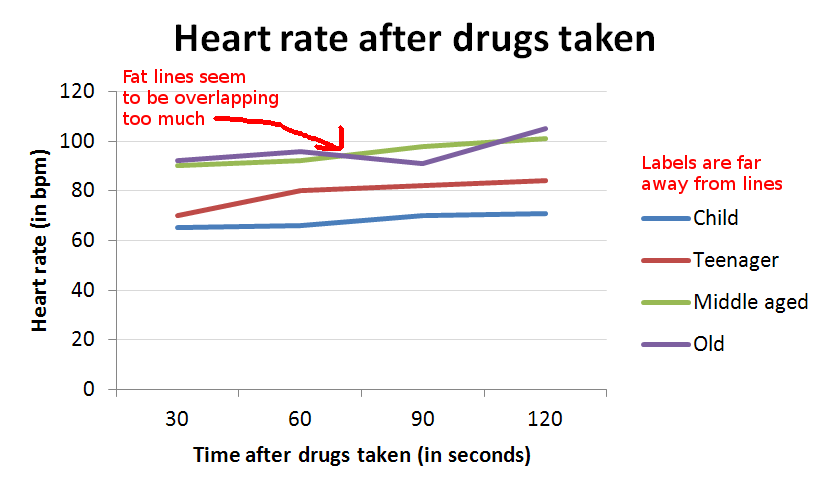 Heart rate after drugs taken
Fat lines seem
to be overlapping
too much
120
100
80
60
40
20
0
Heart rate (in bpm)
30 60 90 120
Time after drugs taken (in seconds)
Labels are far
away from lines
Child
Teenager
Middle aged
Old